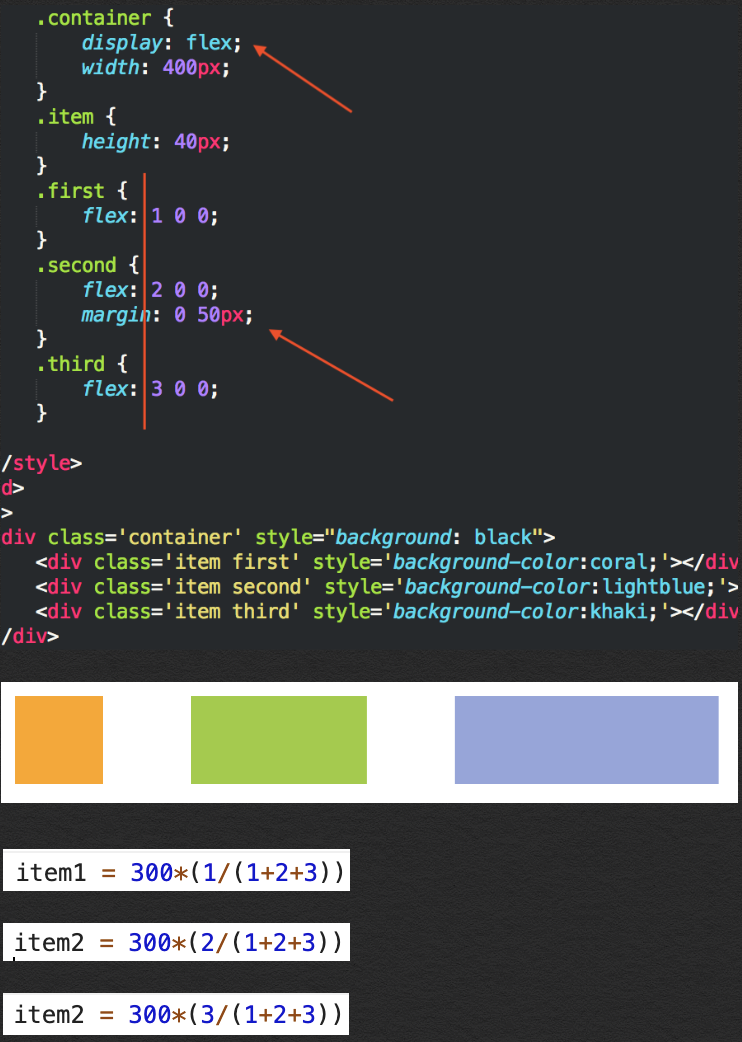 .container {
display: flex;
width: 400px;
}
.item {
height: 40px;
}
.first {
flex: 1 0 0;
}
.second {
flex: 2 0 0;
margin: 0 50px;
}
.third {
flex: 3 0 0;
}
/style>
d>
>
div class='container' style="background: black">
<div class='item first' style='background-color:coral;'></div
<div class='item second' style='background-color:lightblue;'>
<div class='item third' style='background-color:khaki;'></div
/div>
item1 = 300*(1/(1+2+3))
item2 = 300*(2/(1+2+3))
item2 = 300*(3/(1+2+3))